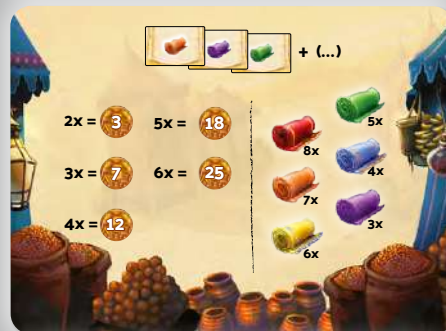 + (...)
2x = 3
5x = 18
3x = 7
6x = 25
4x = 12
5x
8x
4x
7x
3x
6x